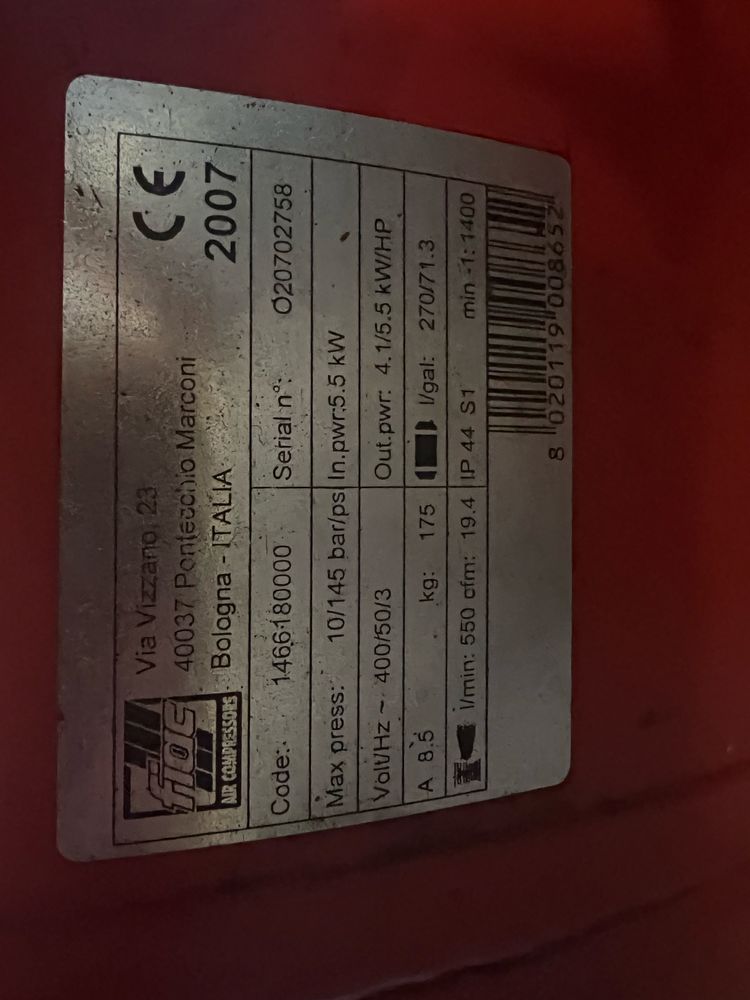 fiac
AIR COMPRESSORS
Via Vizzano, 23
40037 Pontecchio Marconi
Bologna - ITALIA
CE
2007
Code: 1466180000 Serial n°: O20702758
Max press: 10/145 bar/psi In.pwr:5.5 kW
Volt/Hz ~ 400/50/3 Out.pwr: 4.1/5.5 kW/HP
A 8.5 kg: 175 l/gal: 270/71.3
l/min: 550 cfm: 19.4 IP 44 S1 min -1: 1400
8 020119 008652